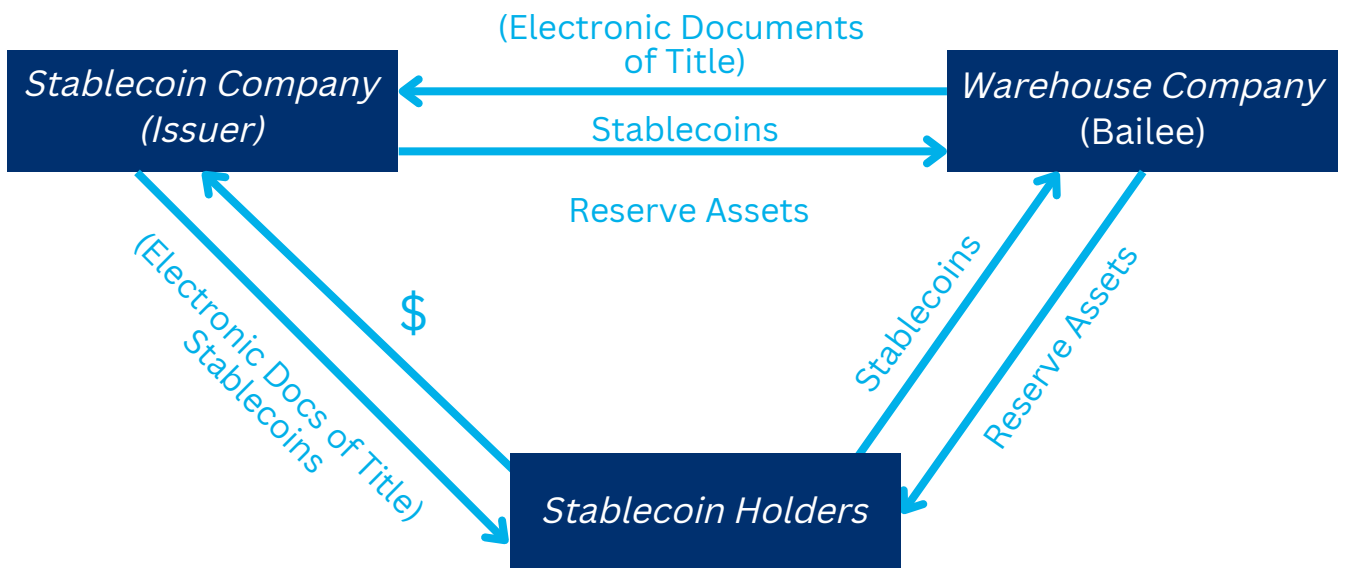 (Electronic Documents
of Title)
Stablecoin Company
(Issuer)
Warehouse Company
(Bailee)
Stablecoins
Reserve Assets
(Electronic Docs of Title)
Stablecoins
$
Stablecoins
Reserve Assets
Stablecoin Holders